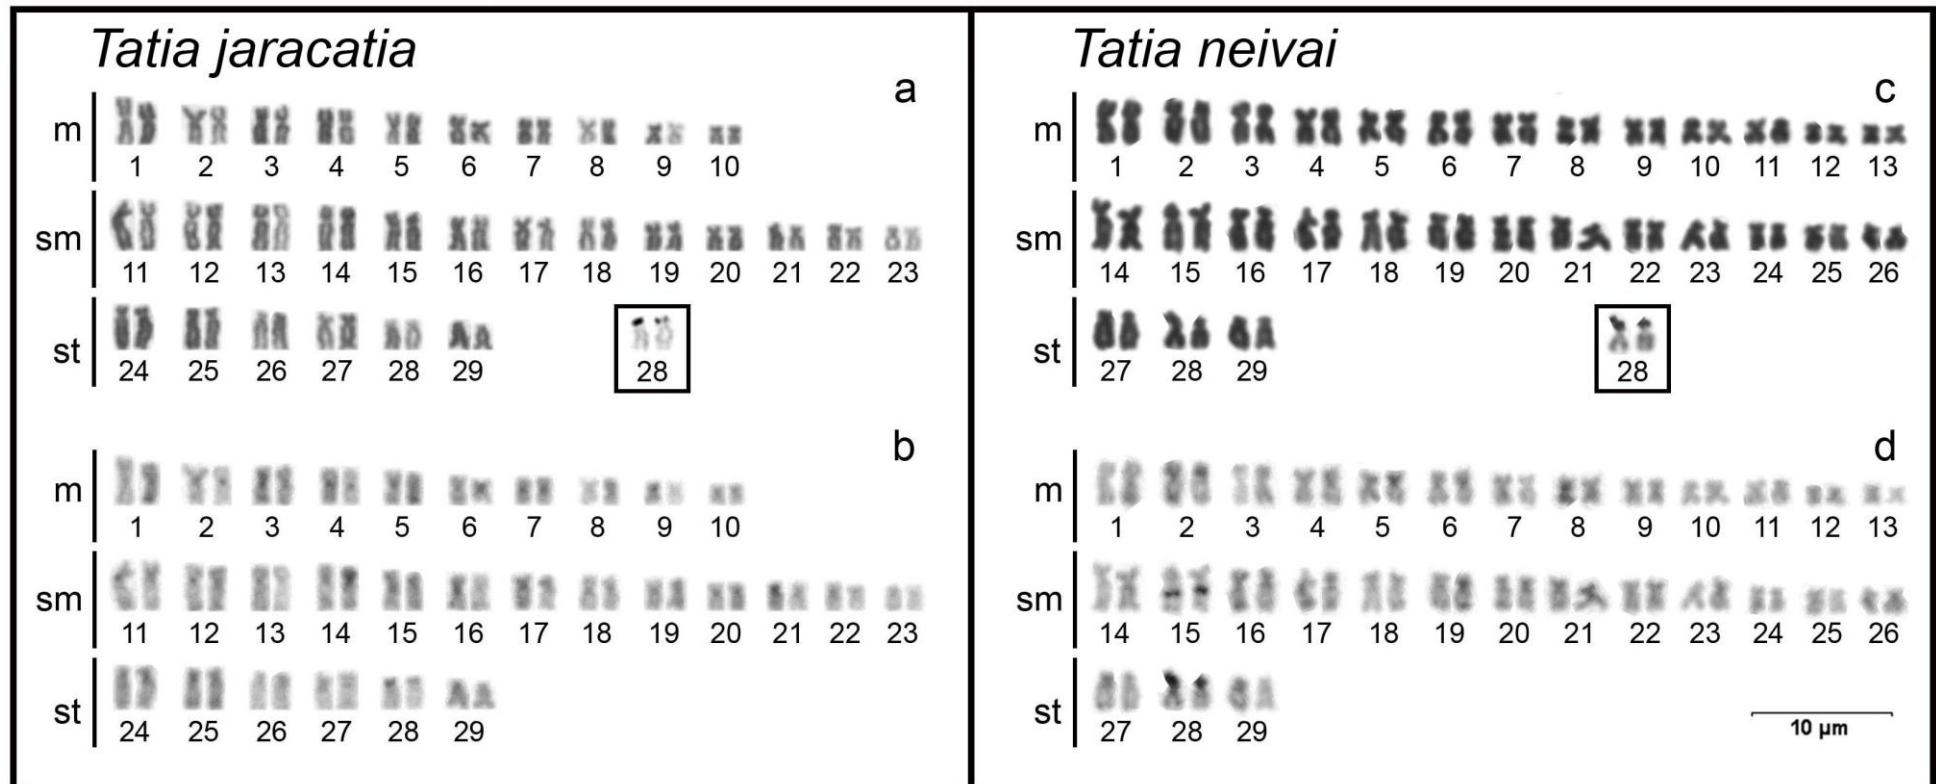 Tatia jaracatia
a
m
1 2 3 4 5 6 7 8 9 10
sm
11 12 13 14 15 16 17 18 19 20 21 22 23
st
24 25 26 27 28 29
28
b
m
1 2 3 4 5 6 7 8 9 10
sm
11 12 13 14 15 16 17 18 19 20 21 22 23
st
24 25 26 27 28 29
Tatia neivai
c
m
1 2 3 4 5 6 7 8 9 10 11 12 13
sm
14 15 16 17 18 19 20 21 22 23 24 25 26
st
27 28 29
28
d
m
1 2 3 4 5 6 7 8 9 10 11 12 13
sm
14 15 16 17 18 19 20 21 22 23 24 25 26
st
27 28 29
10 µm